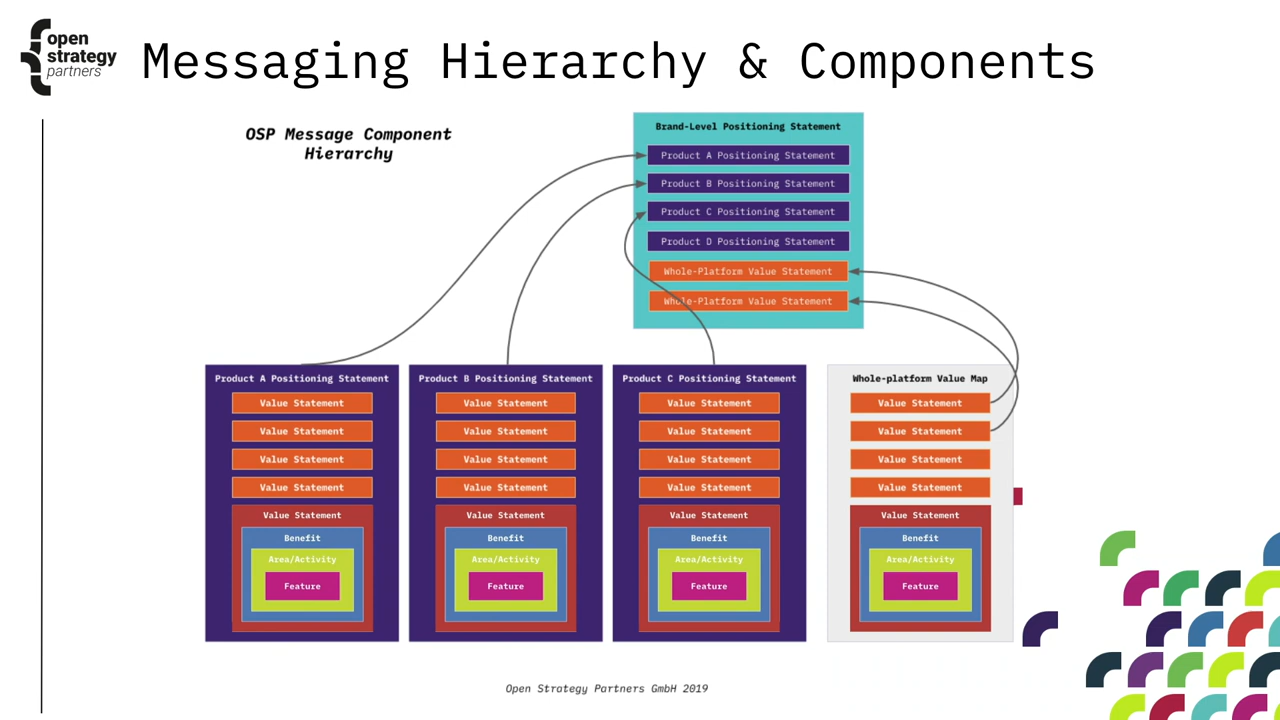 open
strategy
partners
Messaging Hierarchy & Components
OSP Message Component
Hierarchy
Brand-Level Positioning Statement
Product A Positioning Statement
Product B Positioning Statement
Product C Positioning Statement
Product D Positioning Statement
Whole-Platform Value Statement
Whole-Platform Value Statement
Product A Positioning Statement
Value Statement
Value Statement
Value Statement
Value Statement
Value Statement
Benefit
Area/Activity
Feature
Product B Positioning Statement
Value Statement
Value Statement
Value Statement
Value Statement
Value Statement
Benefit
Area/Activity
Feature
Product C Positioning Statement
Value Statement
Value Statement
Value Statement
Value Statement
Value Statement
Benefit
Area/Activity
Feature
Whole-platform Value Map
Value Statement
Value Statement
Value Statement
Value Statement
Value Statement
Benefit
Area/Activity
Feature
Open Strategy Partners GmbH 2019